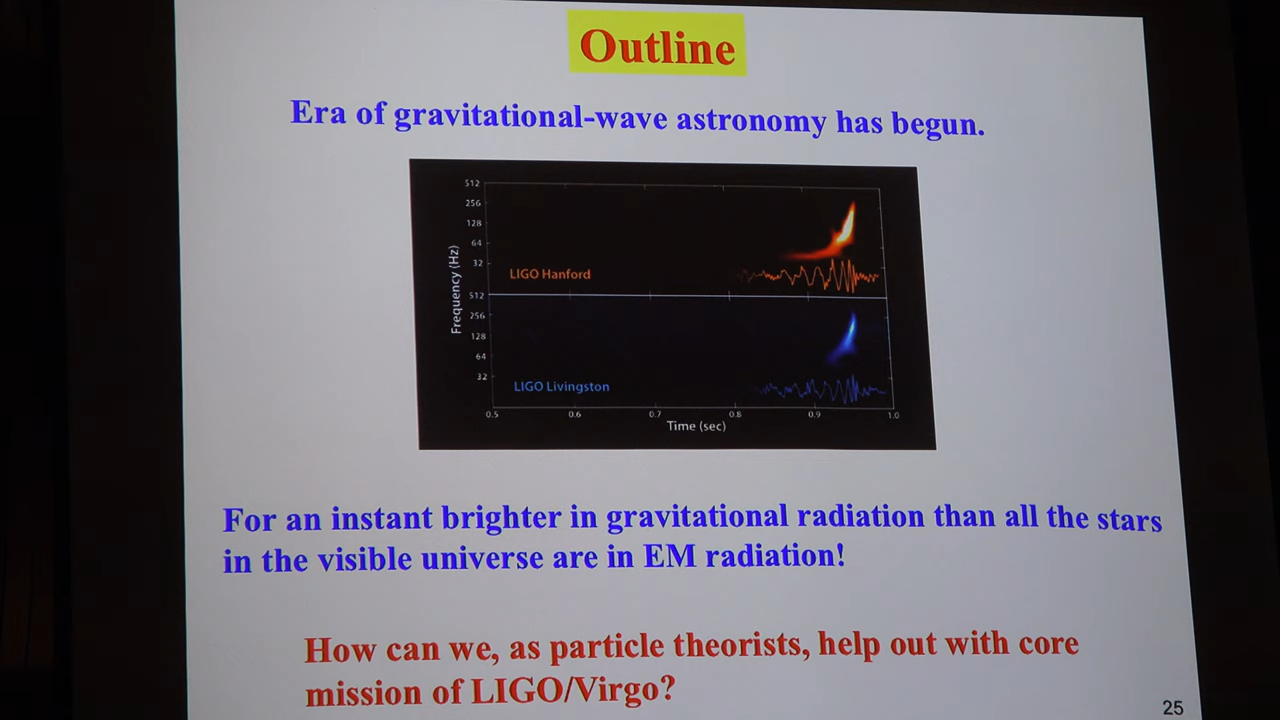 Outline
Era of gravitational-wave astronomy has begun.
512
256
128
64
32
LIGO Hanford
Frequency (Hz)
512
256
128
64
32
LIGO Livingston
0.5 0.6 0.7 0.8 0.9 1.0
Time (sec)
For an instant brighter in gravitational radiation than all the stars
in the visible universe are in EM radiation!
How can we, as particle theorists, help out with core
mission of LIGO/Virgo?
25